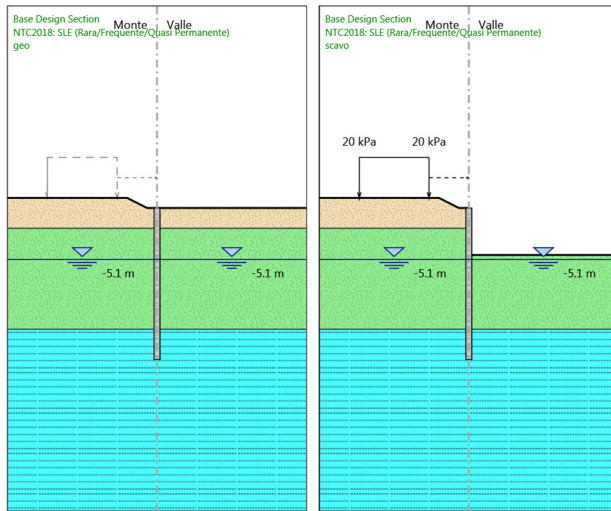 Base Design Section
NTC2018: SLE (Rara/Frequente/Quasi Permanente)
geo
Monte Valle
-5.1 m
-5.1 m
Base Design Section
NTC2018: SLE (Rara/Frequente/Quasi Permanente)
scavo
Monte Valle
20 kPa 20 kPa
-5.1 m
-5.1 m